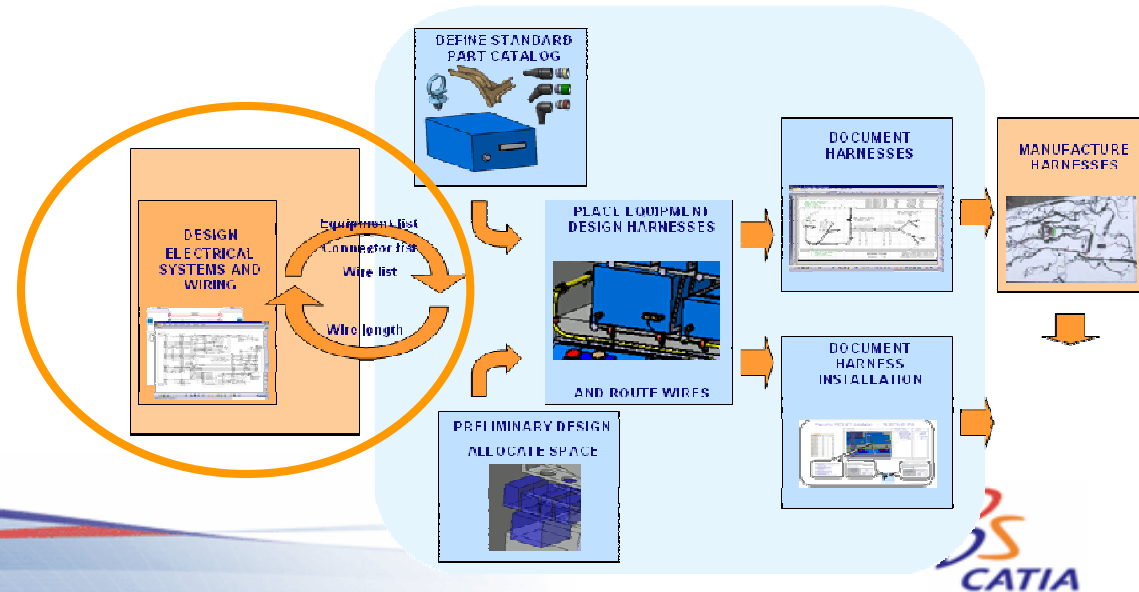 DEFINE STANDARD
PART CATALOG
DESIGN
ELECTRICAL
SYSTEMS AND
WIRING
Equipment list
Connector list
Wire list
Wire length
PLACE EQUIPMENT
DESIGN HARNESSES
AND ROUTE WIRES
PRELIMINARY DESIGN
ALLOCATE SPACE
DOCUMENT
HARNESSES
DOCUMENT
HARNESS
INSTALLATION
MANUFACTURE
HARNESSES
CATIA